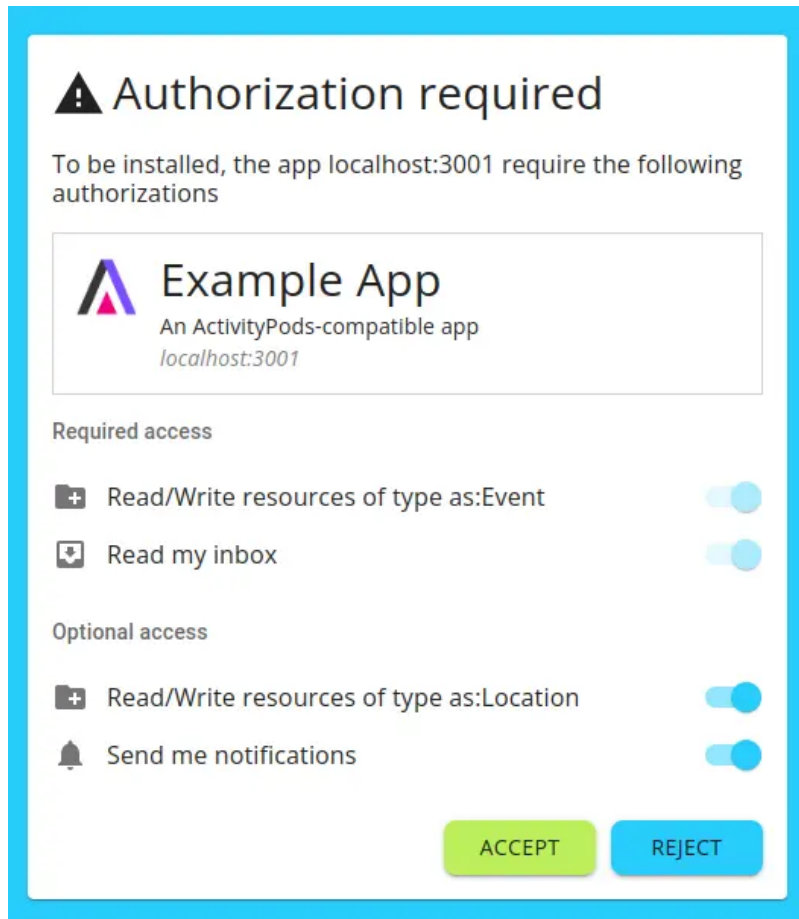 Authorization required
To be installed, the app localhost:3001 require the following
authorizations
Example App
An ActivityPods-compatible app
localhost:3001
Required access
Read/Write resources of type as:Event
Read my inbox
Optional access
Read/Write resources of type as:Location
Send me notifications
ACCEPT REJECT